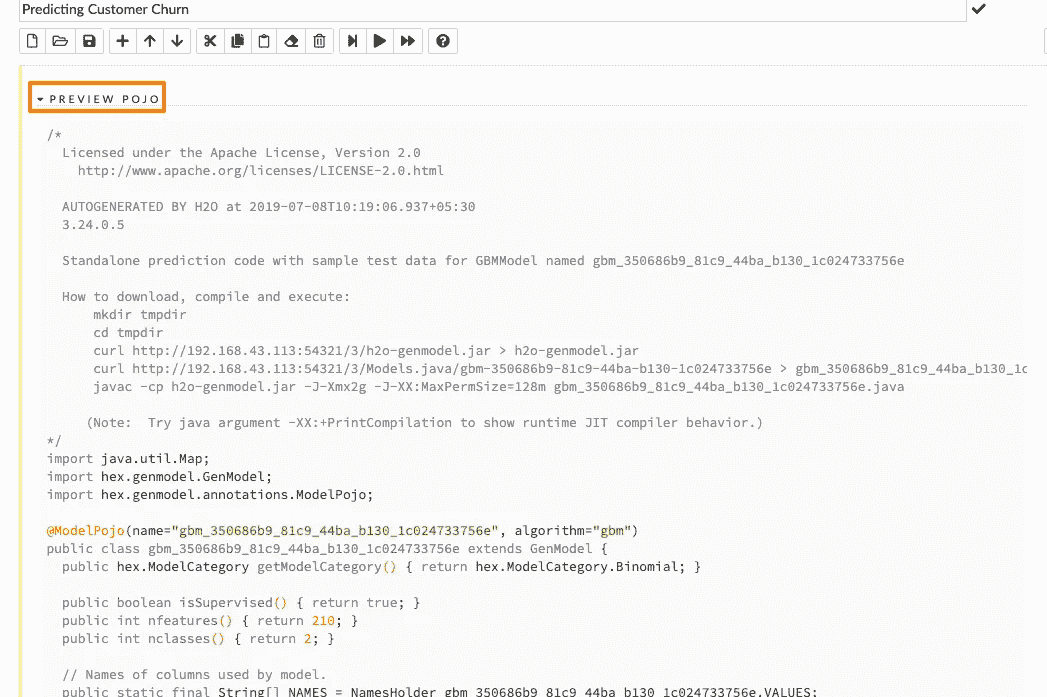 Predicting Customer Churn
PREVIEW POJO
/*
Licensed under the Apache License, Version 2.0
http://www.apache.org/licenses/LICENSE-2.0.html
AUTOGENERATED BY H2O at 2019-07-08T10:19:06.937+05:30
3.24.0.5
Standalone prediction code with sample test data for GBMModel named gbm_350686b9_81c9_44ba_b130_1c024733756e
How to download, compile and execute:
mkdir tmpdir
cd tmpdir
curl http://192.168.43.113:54321/3/h2o-genmodel.jar > h2o-genmodel.jar
curl http://192.168.43.113:54321/3/Models.java/gbm-350686b9-81c9-44ba-b130-1c024733756e > gbm_350686b9_81c9_44ba_b130_1c
javac -cp h2o-genmodel.jar -J-Xmx2g -J-XX:MaxPermSize=128m gbm_350686b9_81c9_44ba_b130_1c024733756e.java
(Note:  Try java argument -XX:+PrintCompilation to show runtime JIT compiler behavior.)
*/
import java.util.Map;
import hex.genmodel.GenModel;
import hex.genmodel.annotations.ModelPojo;
@ModelPojo(name="gbm_350686b9_81c9_44ba_b130_1c024733756e", algorithm="gbm")
public class gbm_350686b9_81c9_44ba_b130_1c024733756e extends GenModel {
public hex.ModelCategory getModelCategory() { return hex.ModelCategory.Binomial; }
public boolean isSupervised() { return true; }
public int nfeatures() { return 210; }
public int nclasses() { return 2; }
// Names of columns used by model.
public static final String[] NAMES = NamesHolder_gbm_350686b9_81c9_44ba_b130_1c024733756e.VALUES;